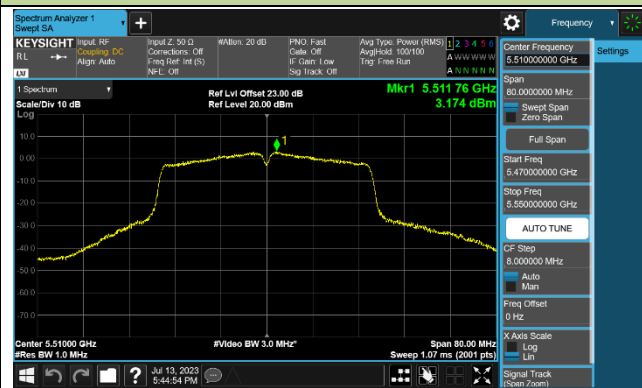 Spectrum Analyzer 1
Swept SA
Frequency
KEYSIGHT
RL
LXI
Input: RF
Coupling: DC
Align: Auto
Input Z: 50 Ω
Corrections: Off
Freq Ref: Int (S)
NFE: Off
#Atten: 20 dB
PNO: Fast
Gate: Off
IF Gain: Low
Sig Track: Off
Avg Type: Power (RMS)
Avg|Hold: 100/100
Trig: Free Run
1 2 3 4 5 6
A W W W W W
A N N N N N
1 Spectrum
Scale/Div 10 dB
Log
Ref Lvl Offset 23.00 dB
Ref Level 20.00 dBm
Mkr1 5.511 76 GHz
3.174 dBm
1
10.0
0.00
-10.0
-20.0
-30.0
-40.0
-50.0
-60.0
-70.0
Center 5.51000 GHz
#Res BW 1.0 MHz
#Video BW 3.0 MHz*
Span 80.00 MHz
Sweep 1.07 ms (2001 pts)
Jul 13, 2023
5:44:54 PM
Center Frequency
5.510000000 GHz
Span
80.0000000 MHz
Swept Span
Zero Span
Full Span
Start Freq
5.470000000 GHz
Stop Freq
5.550000000 GHz
AUTO TUNE
CF Step
8.000000 MHz
Auto
Man
Freq Offset
0 Hz
X Axis Scale
Log
Lin
Signal Track
(Span Zoom)
Settings